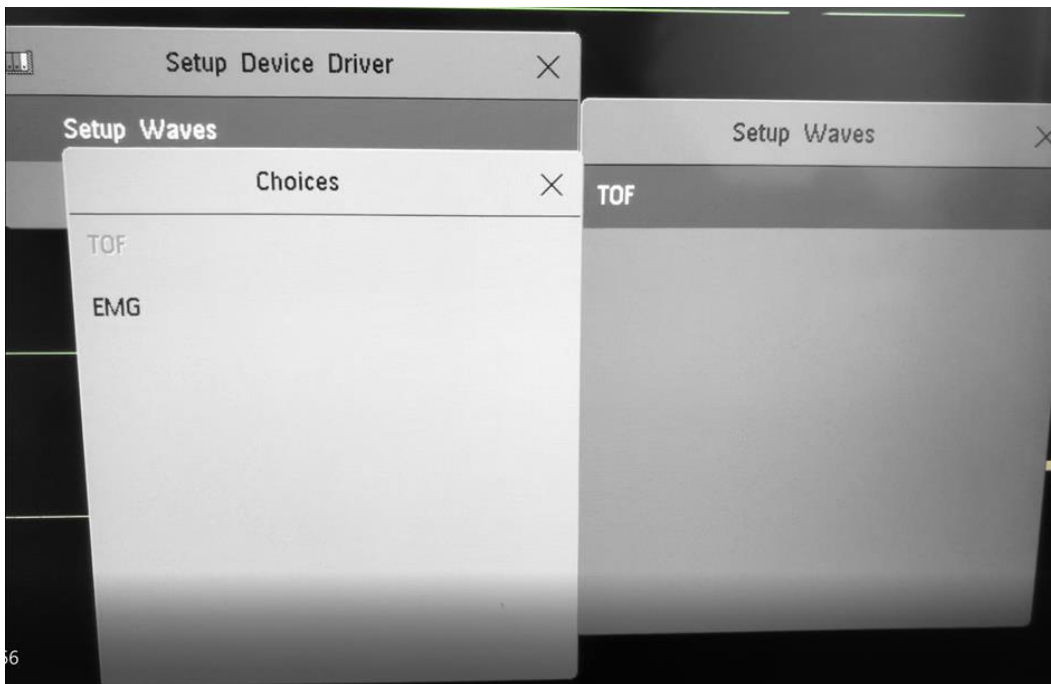 Setup Device Driver
Setup Waves
Choices
TOF
EMG
Setup Waves
TOF